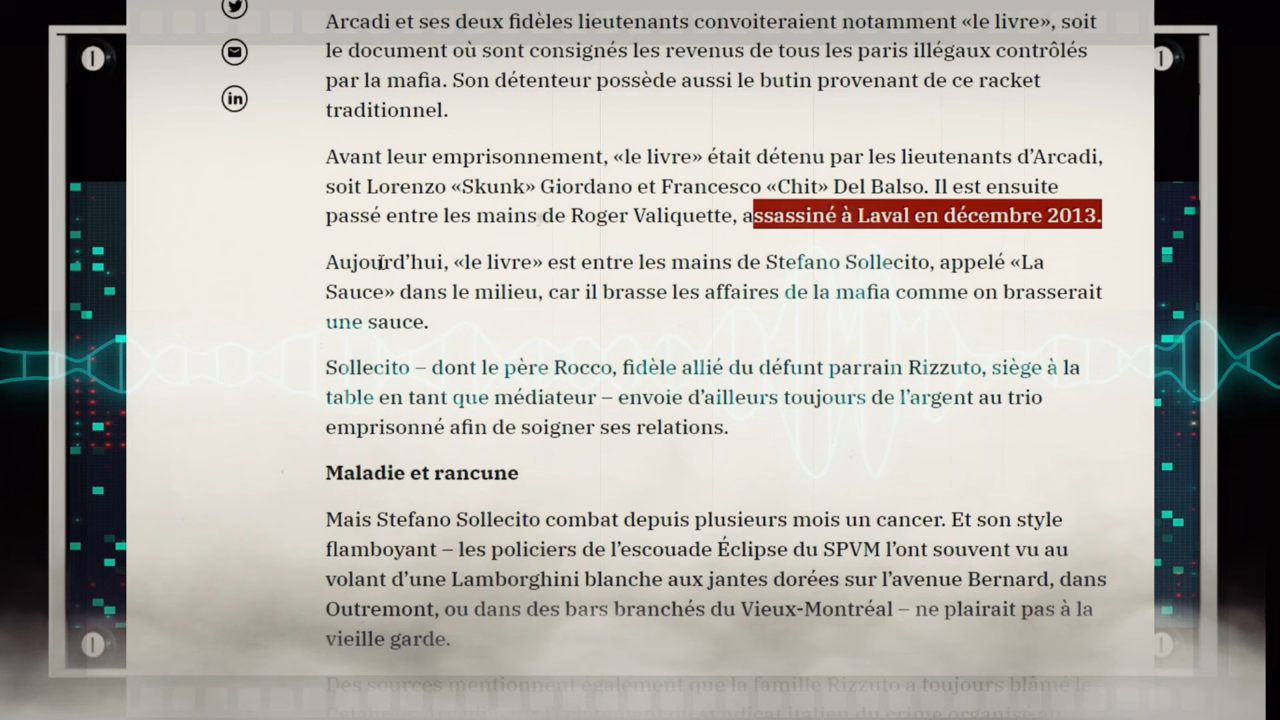 Arcadi et ses deux fidèles lieutenants convoiteraient notamment «le livre», soit
le document où sont consignés les revenus de tous les paris illégaux contrôlés
par la mafia. Son détenteur possède aussi le butin provenant de ce racket
traditionnel.
Avant leur emprisonnement, «le livre» était détenu par les lieutenants d’Arcadi,
soit Lorenzo «Skunk» Giordano et Francesco «Chit» Del Balso. Il est ensuite
passé entre les mains de Roger Valiquette, assassiné à Laval en décembre 2013.
Aujourd’hui, «le livre» est entre les mains de Stefano Sollecito, appelé «La
Sauce» dans le milieu, car il brasse les affaires de la mafia comme on brasserait
une sauce.
Sollecito – dont le père Rocco, fidèle allié du défunt parrain Rizzuto, siège à la
table en tant que médiateur – envoie d’ailleurs toujours de l’argent au trio
emprisonné afin de soigner ses relations.
Maladie et rancune
Mais Stefano Sollecito combat depuis plusieurs mois un cancer. Et son style
flamboyant – les policiers de l’escouade Éclipse du SPVM l’ont souvent vu au
volant d’une Lamborghini blanche aux jantes dorées sur l’avenue Bernard, dans
Outremont, ou dans des bars branchés du Vieux-Montréal – ne plairait pas à la
vieille garde.
Des sources mentionnent également que la famille Rizzuto a toujours blâmé le
du syndicat italien du crime organisé au